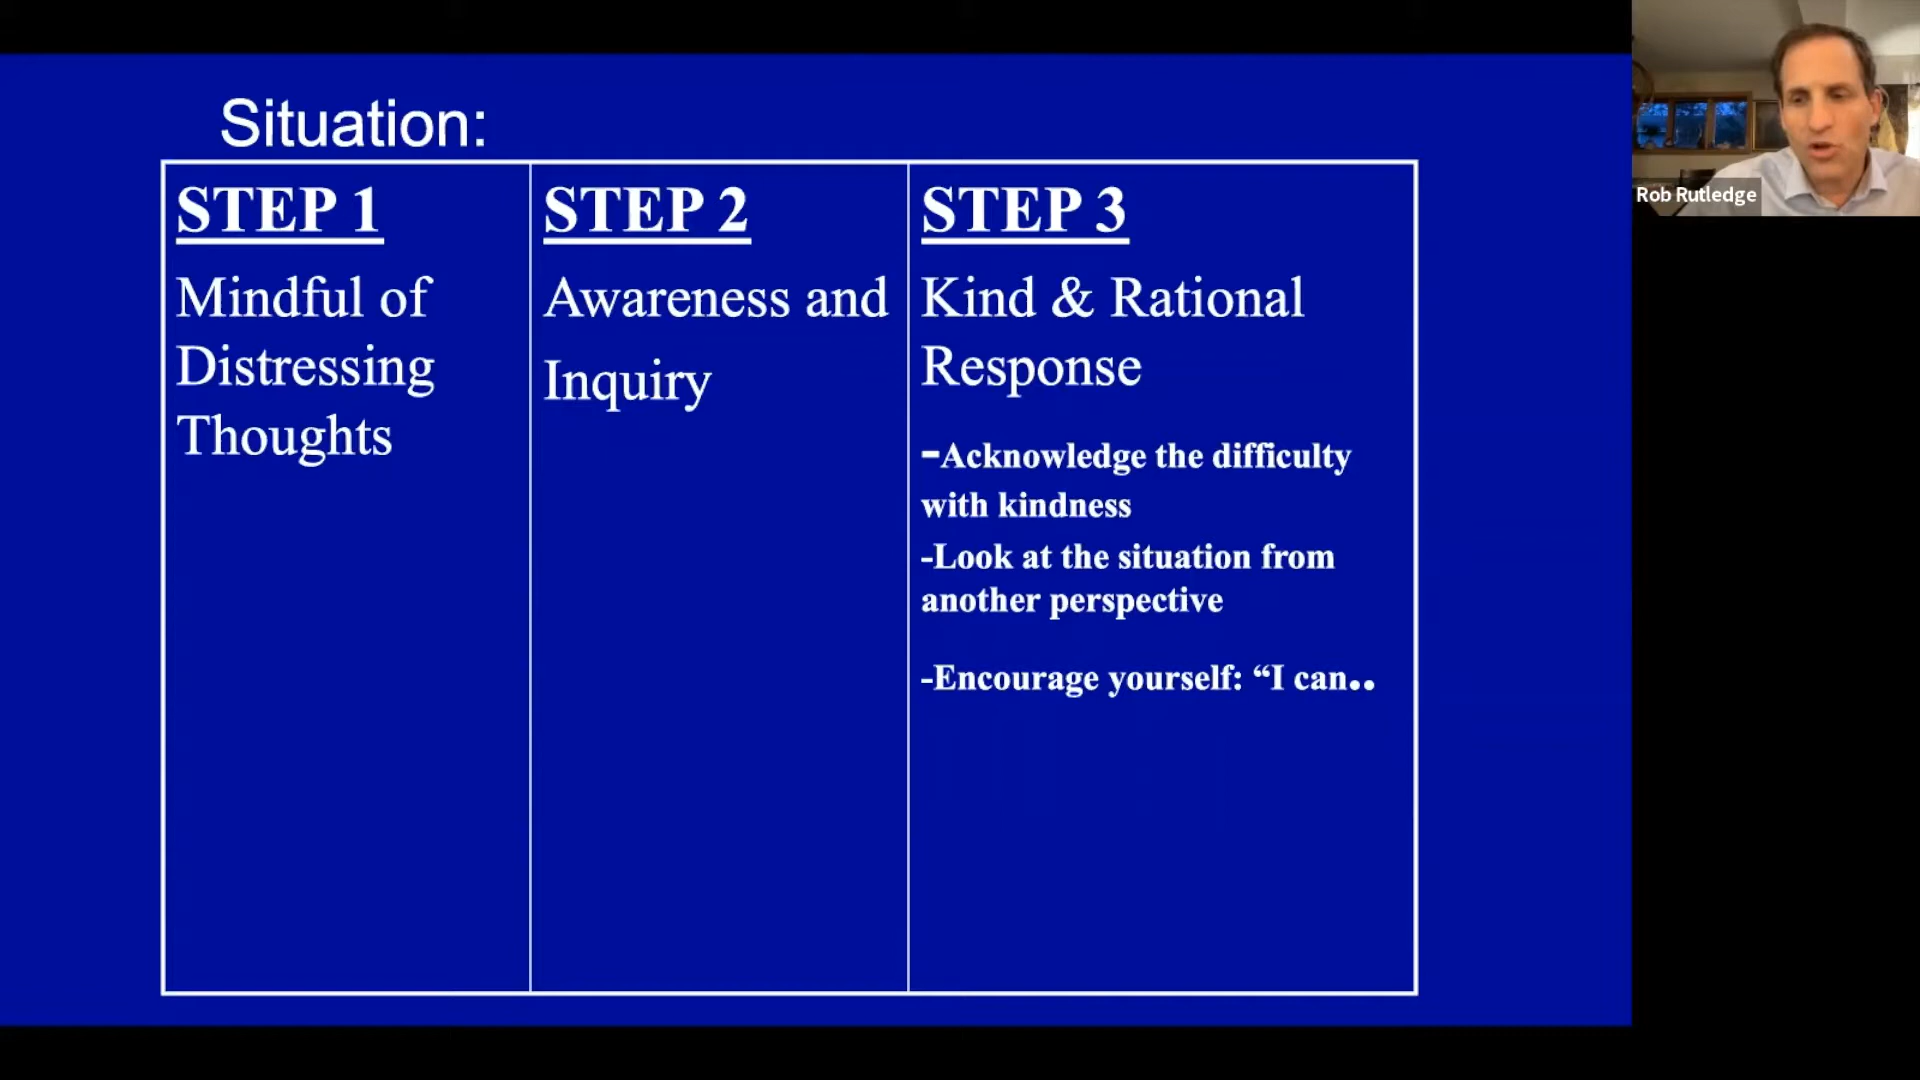 Situation:
STEP 1
Mindful of
Distressing
Thoughts
STEP 2
Awareness and
Inquiry
STEP 3
Kind & Rational
Response
-Acknowledge the difficulty
with kindness
-Look at the situation from
another perspective
-Encourage yourself: “I can..
Rob Rutledge